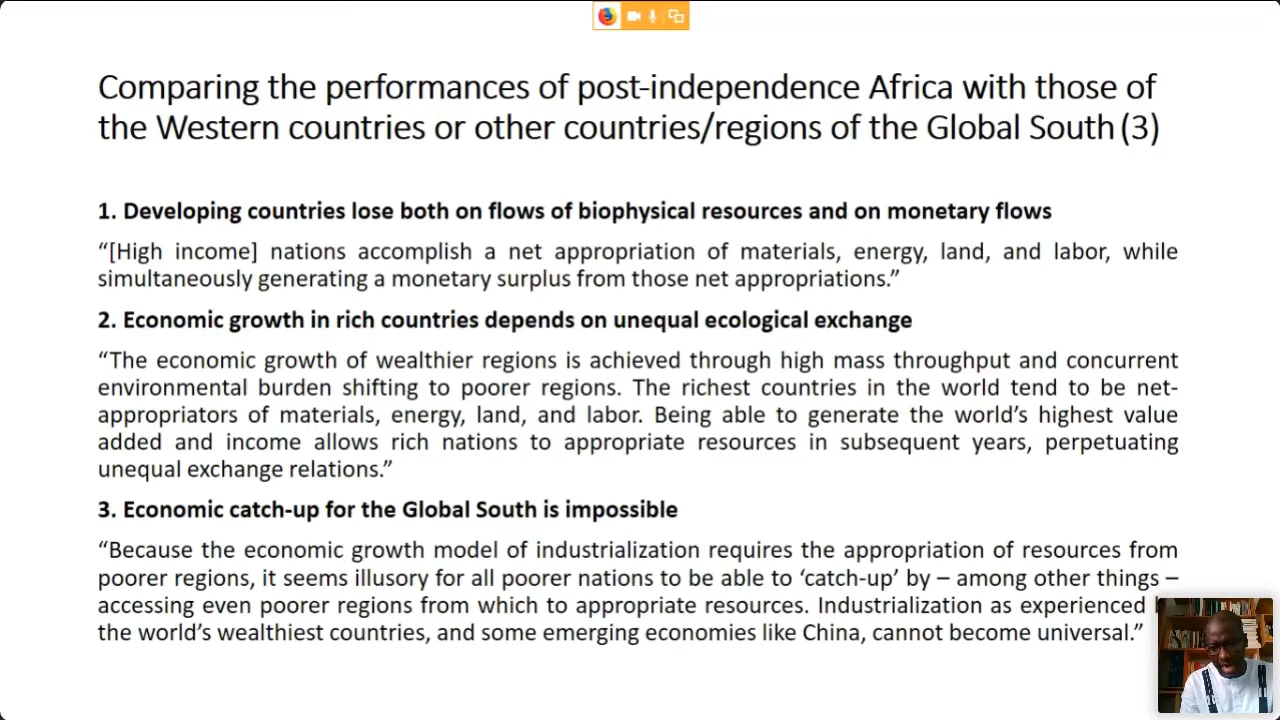 Comparing the performances of post-independence Africa with those of
the Western countries or other countries/regions of the Global South (3)
1. Developing countries lose both on flows of biophysical resources and on monetary flows
“[High income] nations accomplish a net appropriation of materials, energy, land, and labor, while
simultaneously generating a monetary surplus from those net appropriations.”
2. Economic growth in rich countries depends on unequal ecological exchange
“The economic growth of wealthier regions is achieved through high mass throughput and concurrent
environmental burden shifting to poorer regions. The richest countries in the world tend to be net-
appropriators of materials, energy, land, and labor. Being able to generate the world’s highest value
added and income allows rich nations to appropriate resources in subsequent years, perpetuating
unequal exchange relations.”
3. Economic catch-up for the Global South is impossible
“Because the economic growth model of industrialization requires the appropriation of resources from
poorer regions, it seems illusory for all poorer nations to be able to ‘catch-up’ by – among other things –
accessing even poorer regions from which to appropriate resources. Industrialization as experienced
the world’s wealthiest countries, and some emerging economies like China, cannot become universal.”